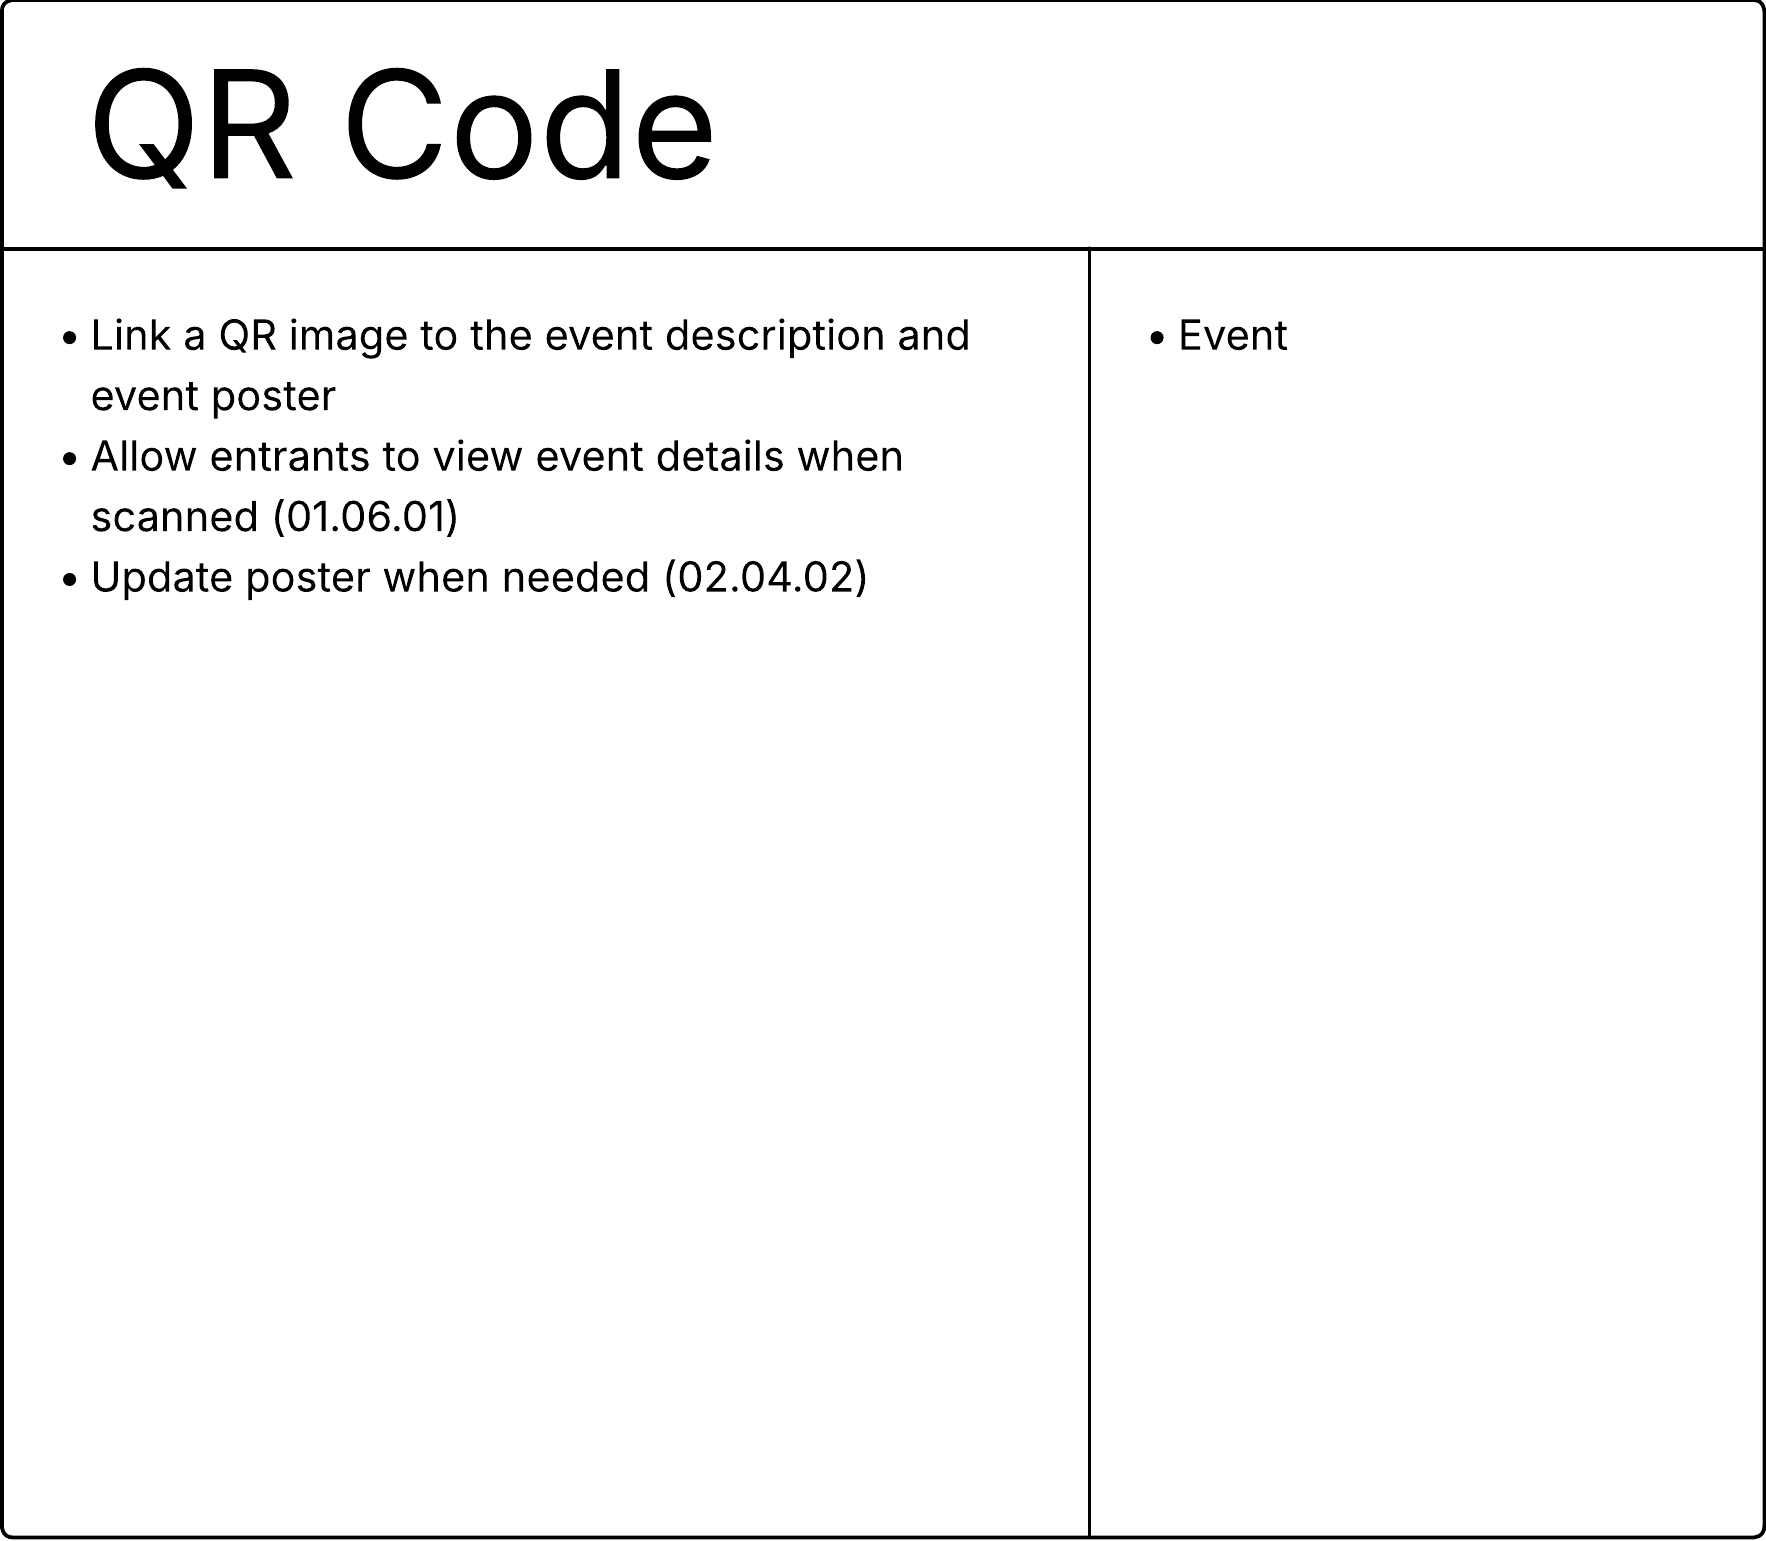 QR Code
• Link a QR image to the event description and
event poster
• Allow entrants to view event details when
scanned (01.06.01)
• Update poster when needed (02.04.02)
• Event